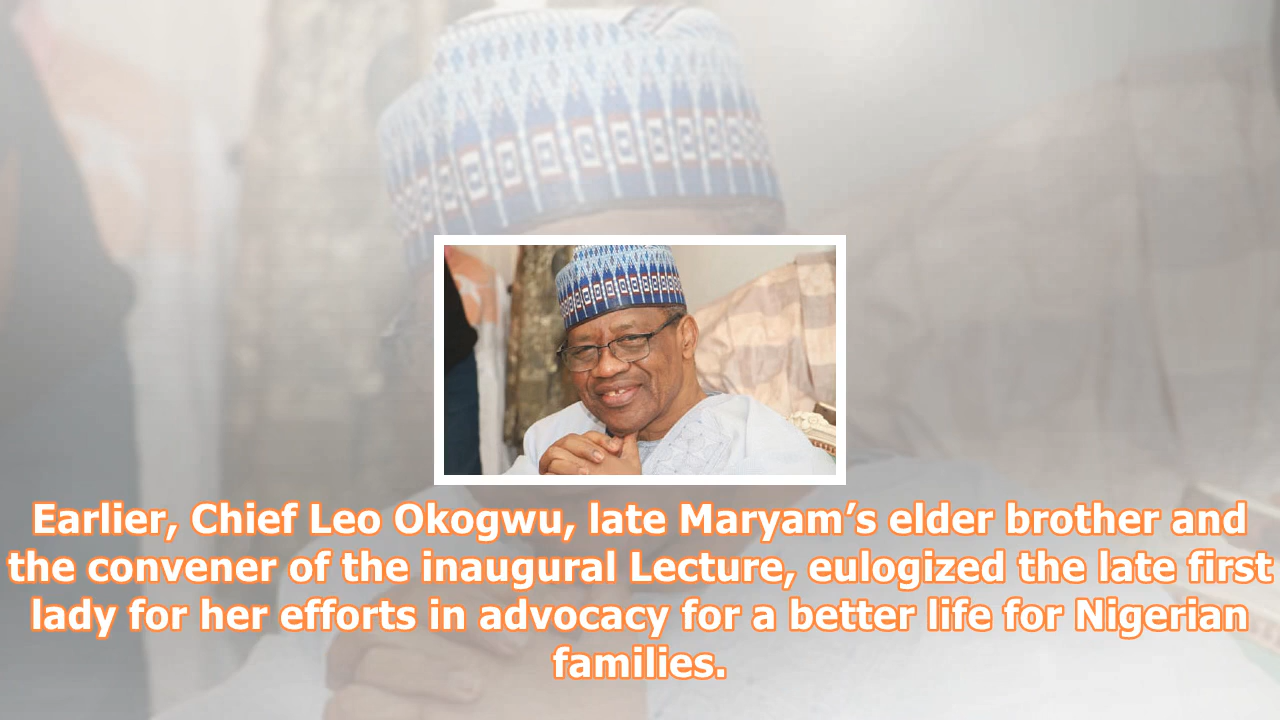 Earlier, Chief Leo Okogwu, late Maryam’s elder brother and
the convener of the inaugural Lecture, eulogized the late first
lady for her efforts in advocacy for a better life for Nigerian
families.